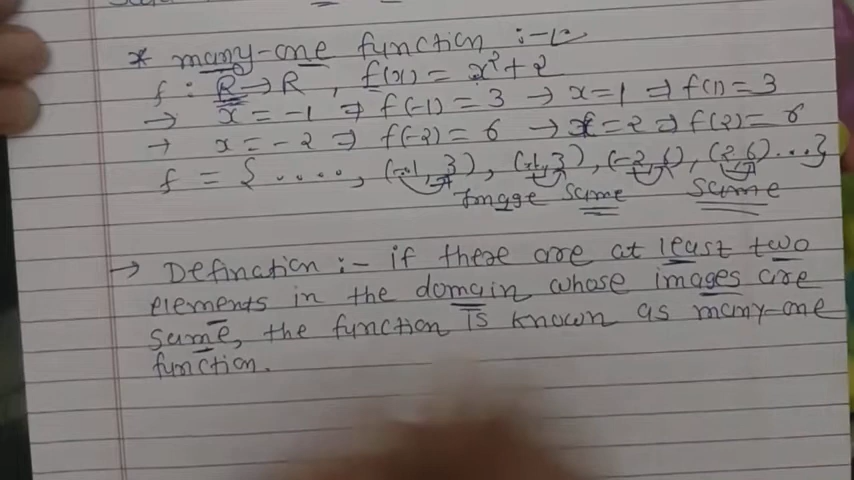 * many-one function :-
f : R → R , f(x) = x² + 2
→ x = -1 ⇒ f(-1) = 3 → x = 1 ⇒ f(1) = 3
→ x = -2 ⇒ f(-2) = 6 → x = 2 ⇒ f(2) = 6
f = { ....., (-1, 3), (1, 3), (-2, 6), (2, 6) ...}
Image same same
→ Defination :- if there are at least two
elements in the domain whose images are
same, the function is known as many-one
function.